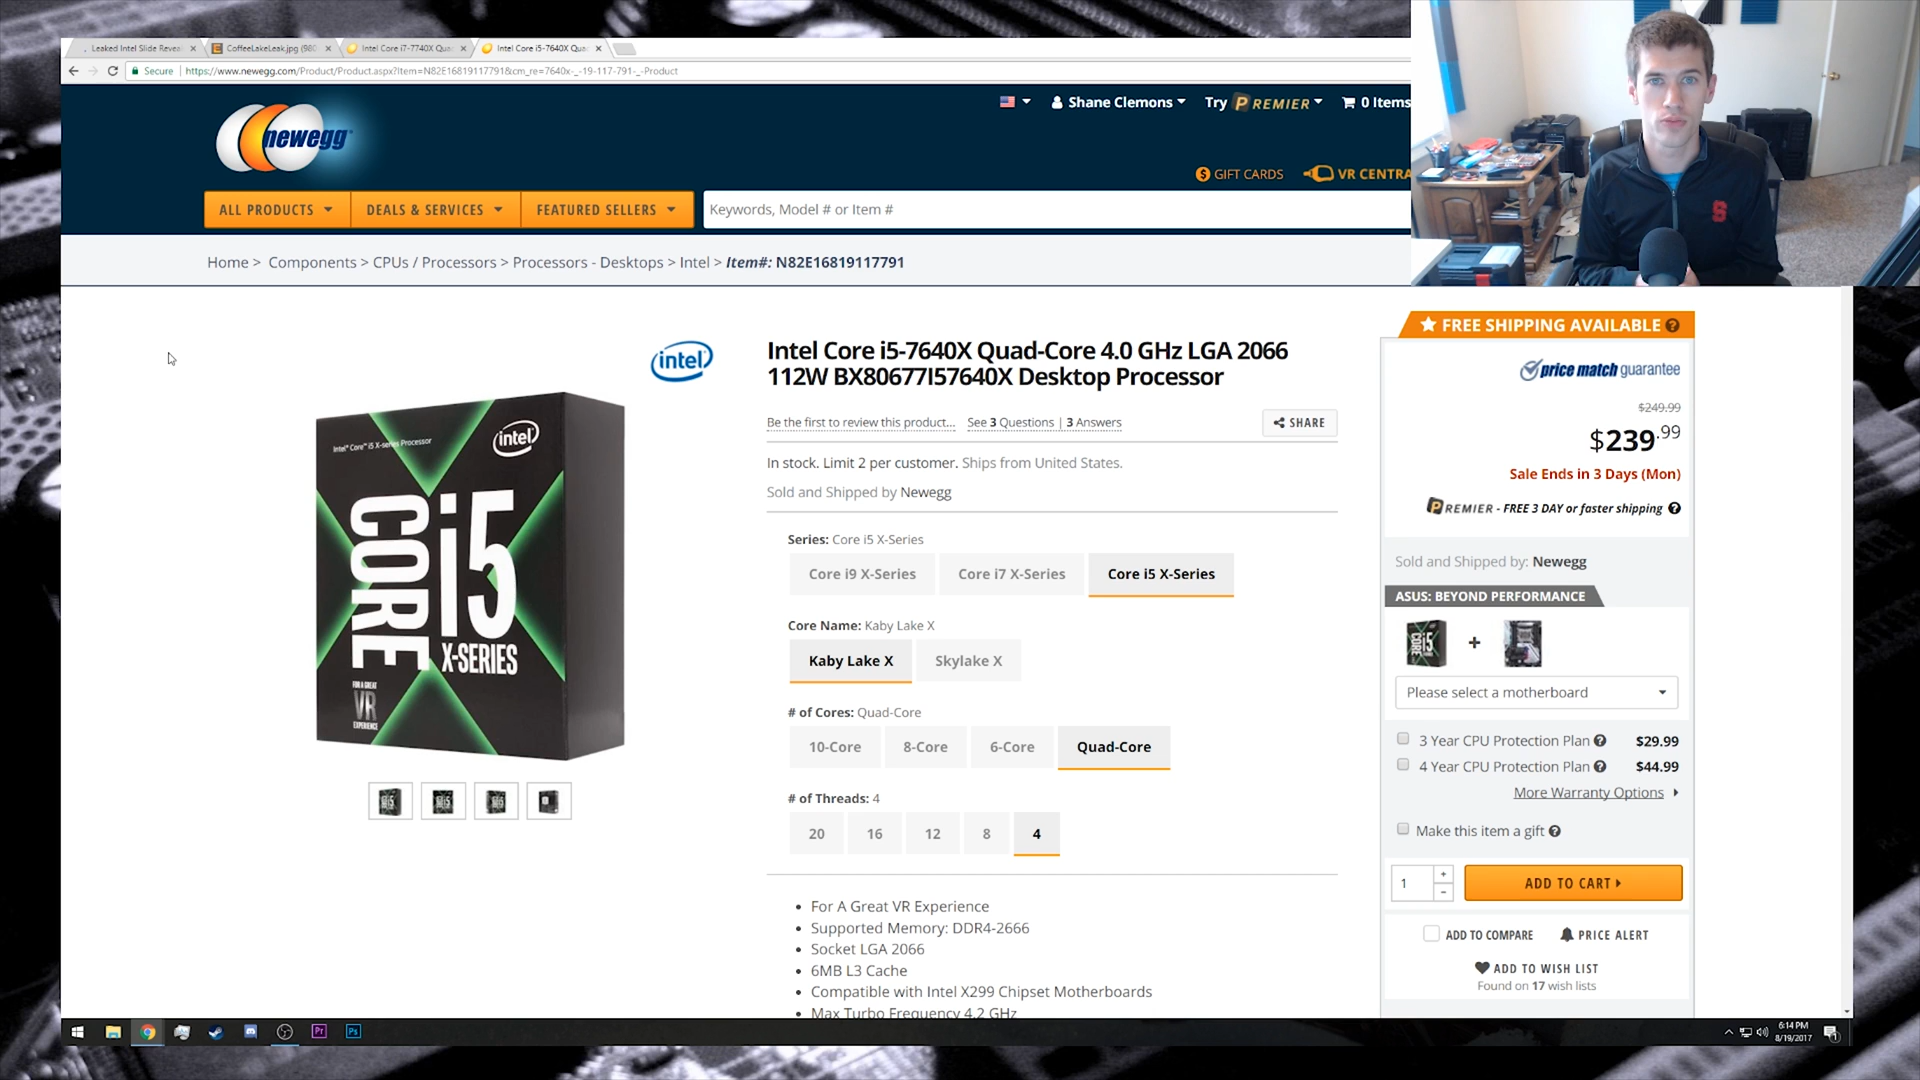 Leaked Intel Slide Revea
CoffeeLakeLeak.jpg (980
Intel Core i7-7740X Qua
Intel Core i5-7640X Qua
Secure | https://www.newegg.com/Product/Product.aspx?Item=N82E16819117791&cm_re=7640x-_-19-117-791-_-Product
Shane Clemons
Try PREMIER
0 Items
newegg
GIFT CARDS
VR CENTRA
ALL PRODUCTS
DEALS & SERVICES
FEATURED SELLERS
Keywords, Model # or Item #
Home > Components > CPUs / Processors > Processors - Desktops > Intel > Item#: N82E16819117791
intel
Intel Core i5-7640X Quad-Core 4.0 GHz LGA 2066
112W BX80677I57640X Desktop Processor
Be the first to review this product...
See 3 Questions | 3 Answers
SHARE
In stock. Limit 2 per customer. Ships from United States.
Sold and Shipped by Newegg
Series: Core i5 X-Series
Core i9 X-Series
Core i7 X-Series
Core i5 X-Series
Core Name: Kaby Lake X
Kaby Lake X
Skylake X
# of Cores: Quad-Core
10-Core
8-Core
6-Core
Quad-Core
# of Threads: 4
20
16
12
8
4
For A Great VR Experience
Supported Memory: DDR4-2666
Socket LGA 2066
6MB L3 Cache
Compatible with Intel X299 Chipset Motherboards
Max Turbo Frequency 4.2 GHz
Intel® Core™ i5 X-series Processor
intel
CORE i5
X-SERIES
FOR A GREAT
VR
EXPERIENCE
FREE SHIPPING AVAILABLE
price match guarantee
$249.99
$239.99
Sale Ends in 3 Days (Mon)
PREMIER - FREE 3 DAY or faster shipping
Sold and Shipped by: Newegg
ASUS: BEYOND PERFORMANCE
+
Please select a motherboard
3 Year CPU Protection Plan $29.99
4 Year CPU Protection Plan $44.99
More Warranty Options
Make this item a gift
1
ADD TO CART
ADD TO COMPARE
PRICE ALERT
ADD TO WISH LIST
Found on 17 wish lists
Pr
Ps
6:14 PM
8/19/2017
S